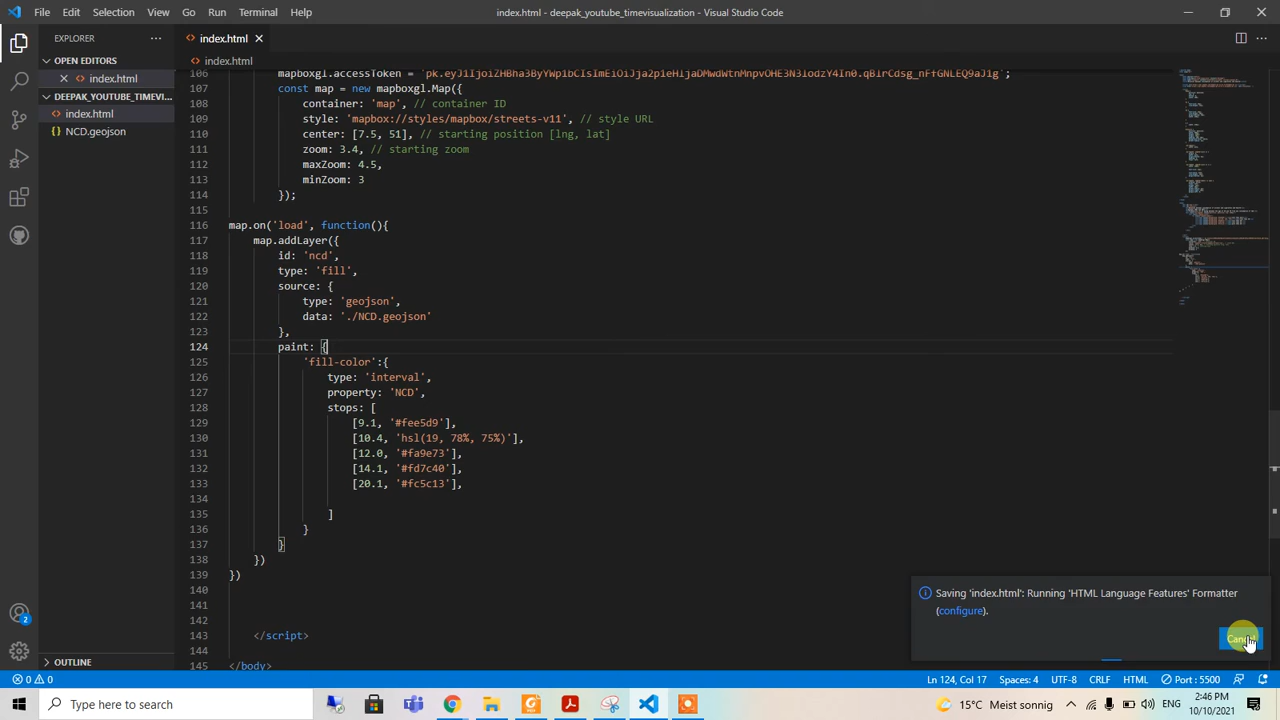 File Edit Selection View Go Run Terminal Help
index.html - deepak_youtube_timevisualization - Visual Studio Code
EXPLORER
index.html
OPEN EDITORS
index.html
index.html
DEEPAK_YOUTUBE_TIMEVI...
index.html
NCD.geojson
107 const map = new mapboxgl.Map({
108 container: 'map', // container ID
109 style: 'mapbox://styles/mapbox/streets-v11', // style URL
110 center: [7.5, 51], // starting position [lng, lat]
111 zoom: 3.4, // starting zoom
112 maxZoom: 4.5,
113 minZoom: 3
114 });
115
116 map.on('load', function(){
117 map.addLayer({
118 id: 'ncd',
119 type: 'fill',
120 source: {
121 type: 'geojson',
122 data: './NCD.geojson'
123 },
124 paint: {
125 'fill-color':{
126 type: 'interval',
127 property: 'NCD',
128 stops: [
129 [9.1, '#fee5d9'],
130 [10.4, 'hsl(19, 78%, 75%)'],
131 [12.0, '#fa9e73'],
132 [14.1, '#fd7c40'],
133 [20.1, '#fc5c13'],
134
135 ]
136 }
137 }
138 })
139 })
140
141
142
143 </script>
144
145 </body>
Saving 'index.html': Running 'HTML Language Features' Formatter
(configure).
Cancel
OUTLINE
2
0 0
Ln 124, Col 17 Spaces: 4 UTF-8 CRLF HTML Port : 5500
Type here to search
15°C Meist sonnig
ENG
2:46 PM
10/10/2021